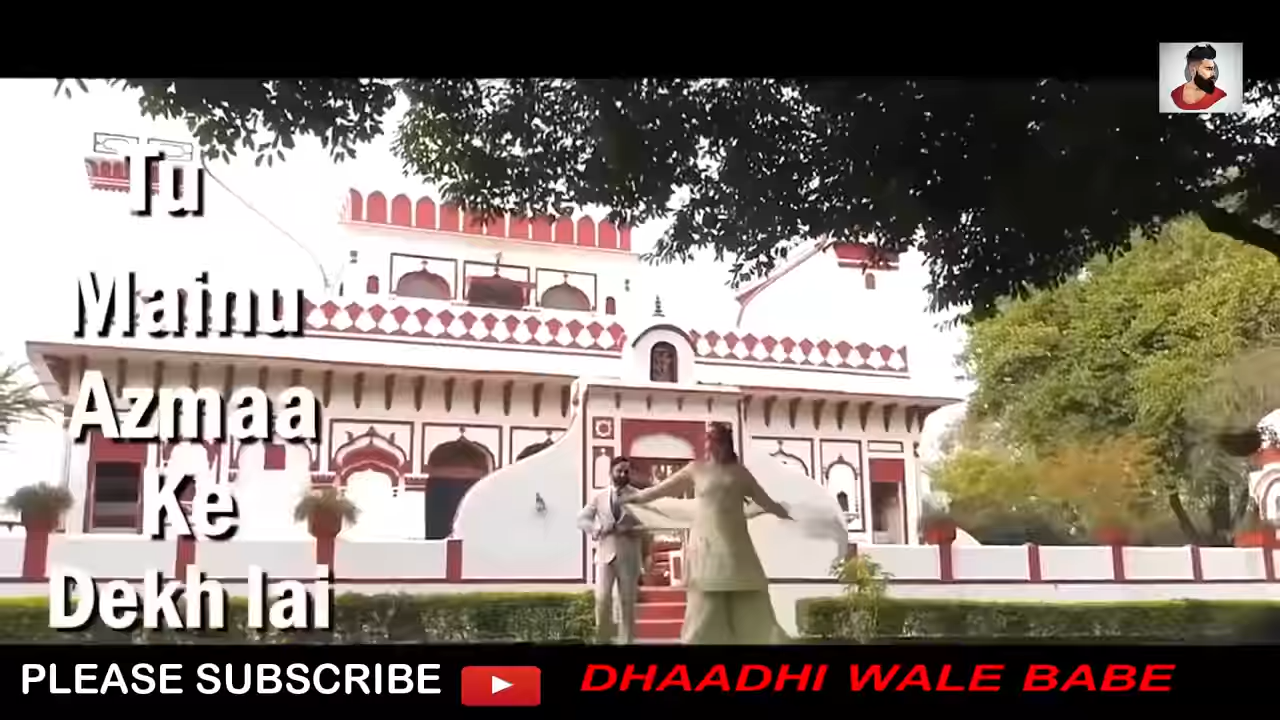 Tu
Mainu
Azmaa
Ke
Dekh lai
PLEASE SUBSCRIBE
DHAADHI WALE BABE